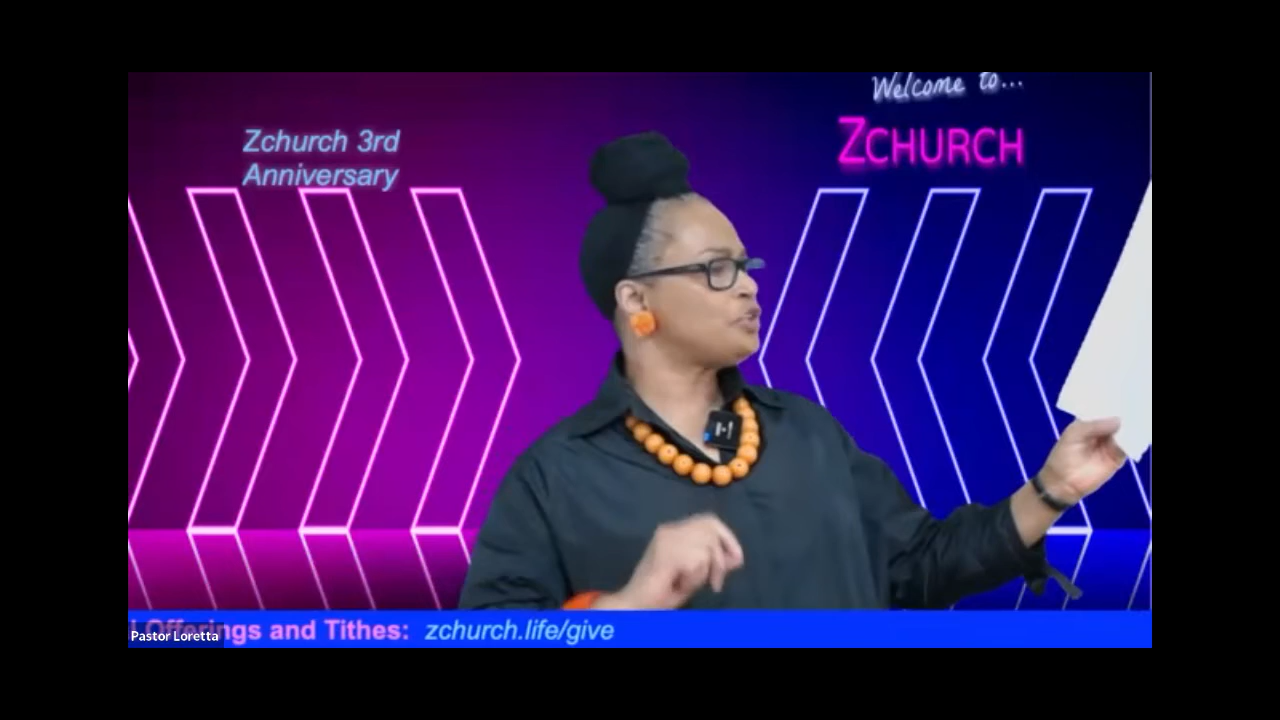 Welcome to...
ZCHURCH
Zchurch 3rd
Anniversary
Offerings and Tithes: zchurch.life/give
Pastor Loretta